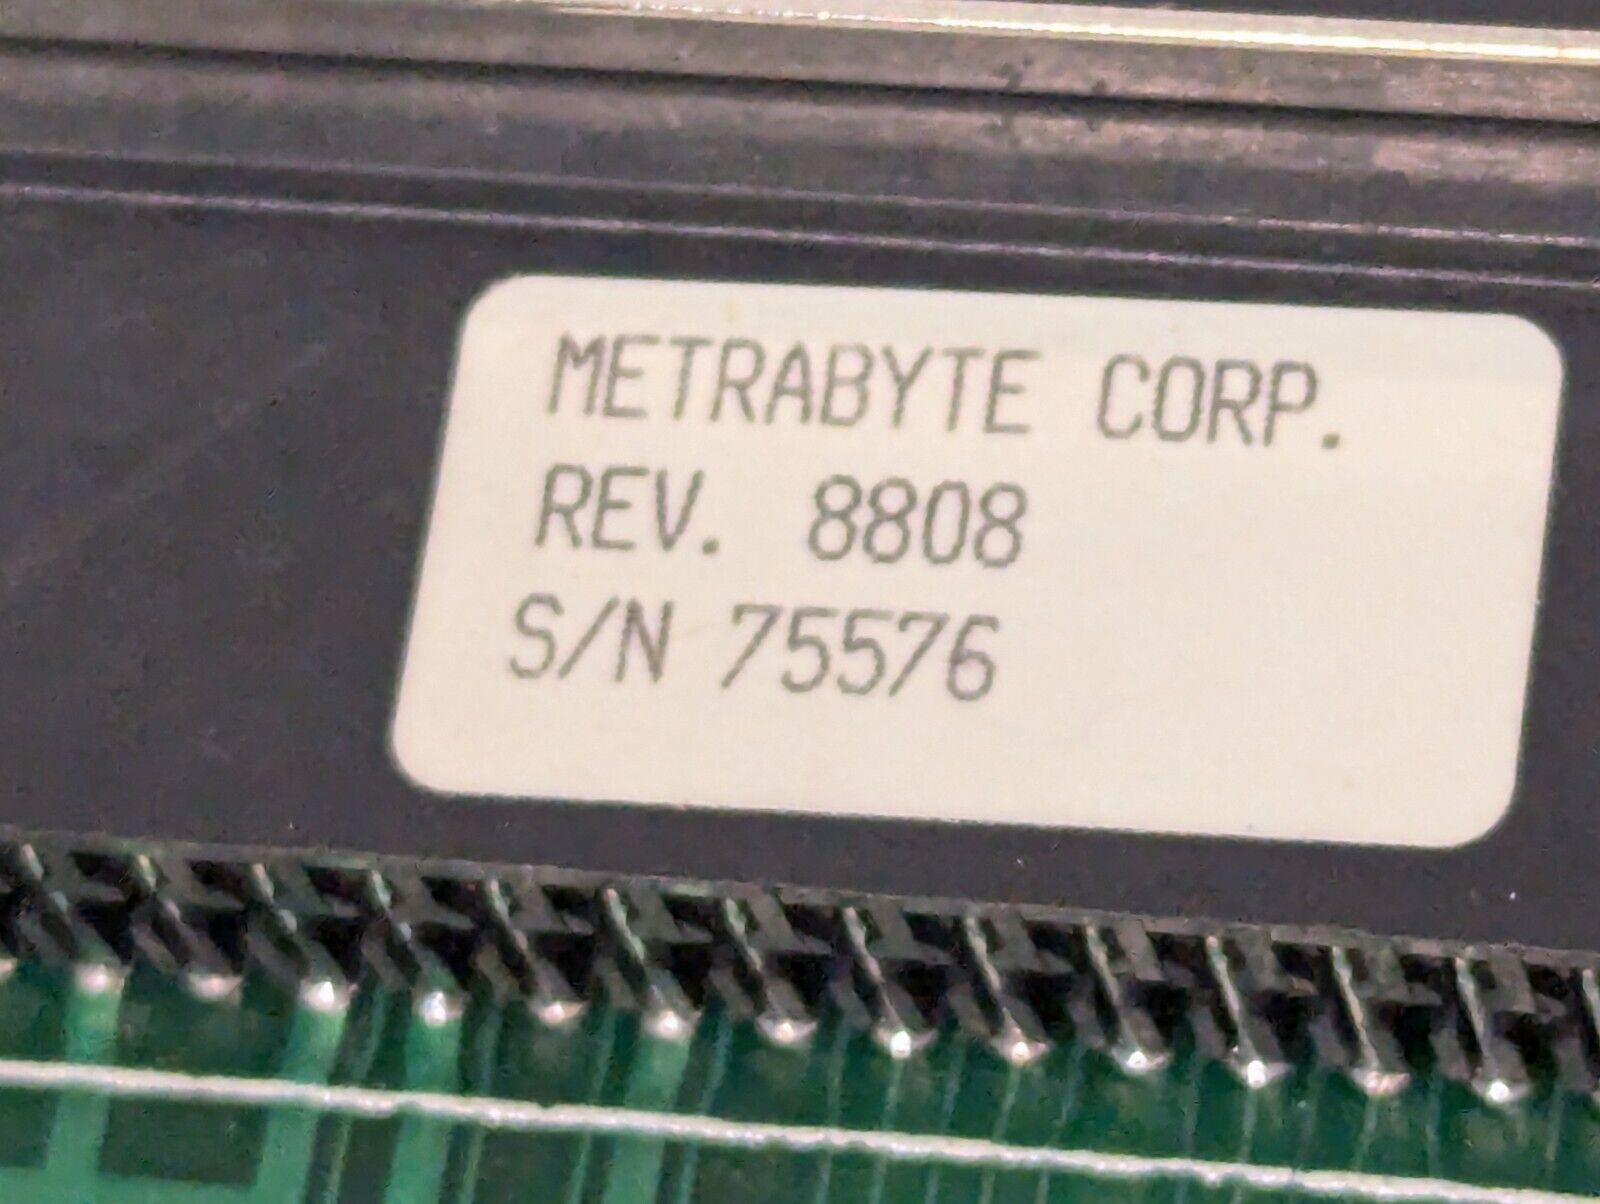 METRABYTE CORP.
REV. 8808
S/N 75576